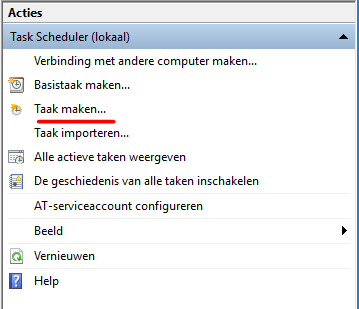 Acties
Task Scheduler (lokaal)
Verbinding met andere computer maken...
Basistaak maken...
Taak maken...
Taak importeren...
Alle actieve taken weergeven
De geschiedenis van alle taken inschakelen
AT-serviceaccount configureren
Beeld
Vernieuwen
Help